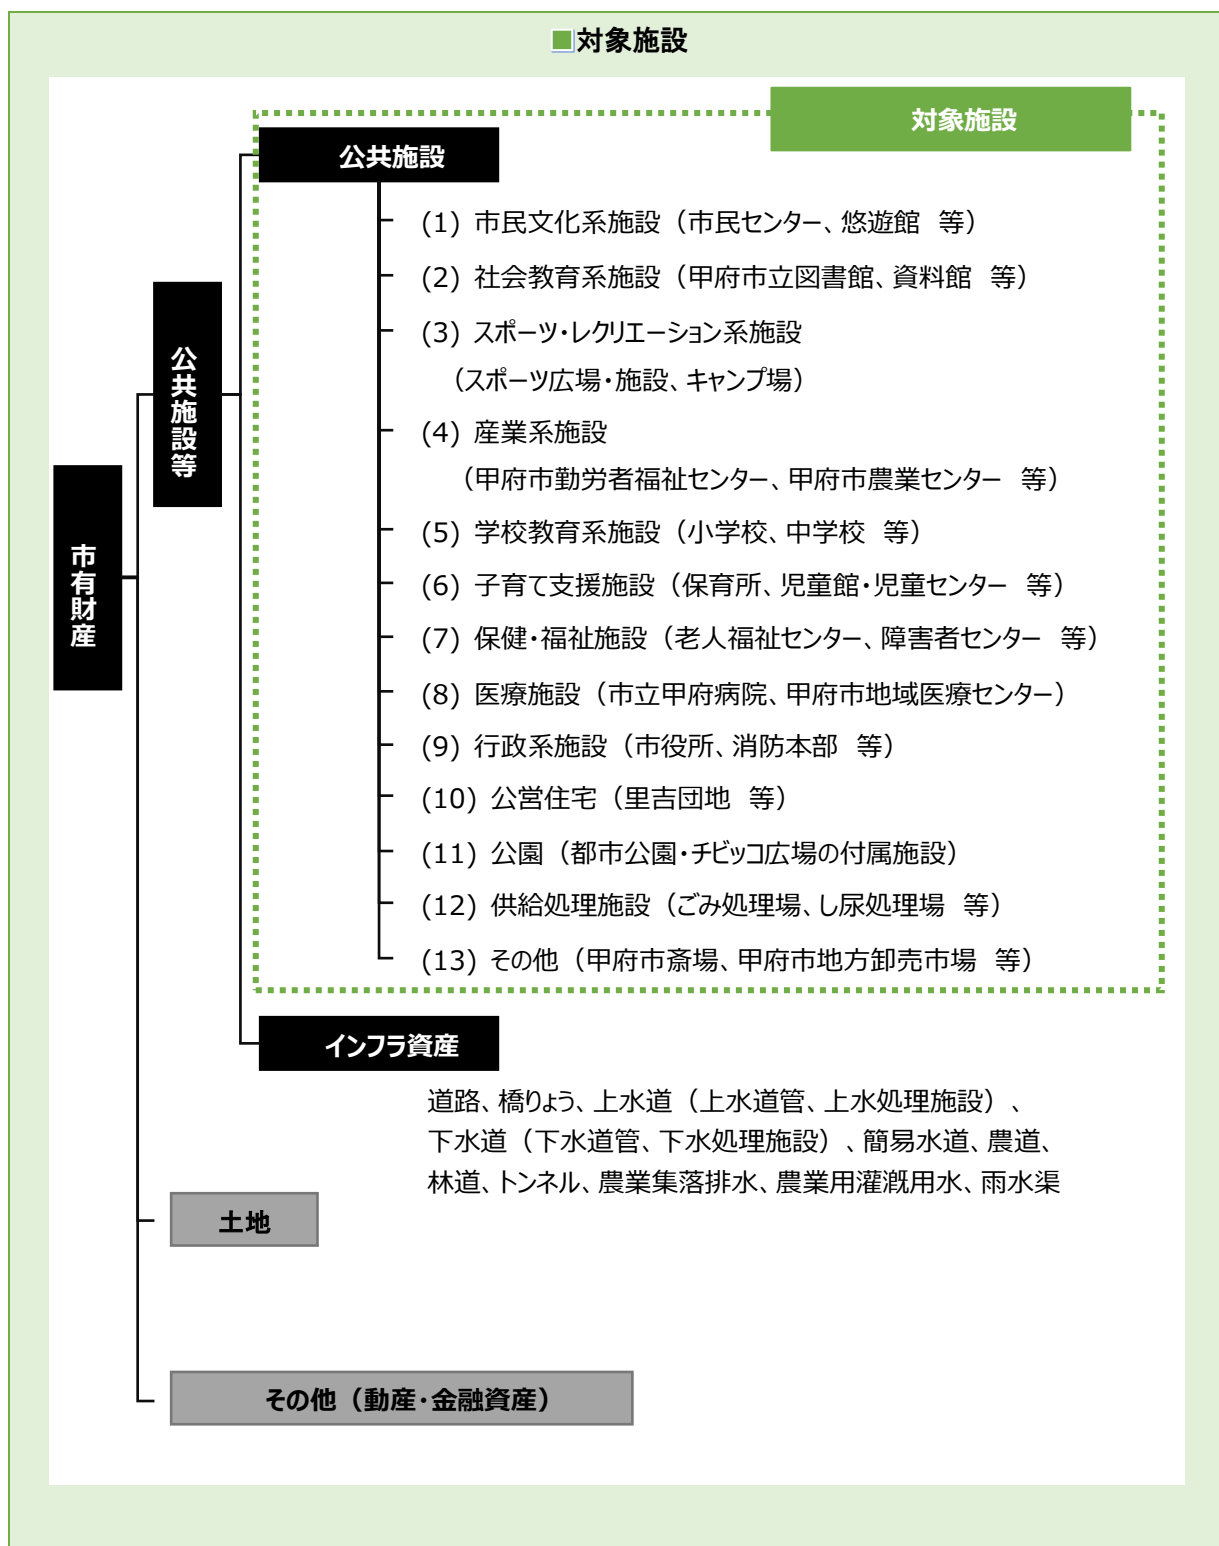 ■対象施設
対象施設
公共施設
(1) 市民文化系施設（市民センター、悠遊館 等）
(2) 社会教育系施設（甲府市立図書館、資料館 等）
(3) スポーツ・レクリエーション系施設
（スポーツ広場・施設、キャンプ場）
(4) 産業系施設
（甲府市勤労者福祉センター、甲府市農業センター 等）
(5) 学校教育系施設（小学校、中学校 等）
(6) 子育て支援施設（保育所、児童館・児童センター 等）
(7) 保健・福祉施設（老人福祉センター、障害者センター 等）
(8) 医療施設（市立甲府病院、甲府市地域医療センター）
(9) 行政系施設（市役所、消防本部 等）
(10) 公営住宅（里吉団地 等）
(11) 公園（都市公園・チビッコ広場の付属施設）
(12) 供給処理施設（ごみ処理場、し尿処理場 等）
(13) その他（甲府市斎場、甲府市地方卸売市場 等）
公共施設等
市有財産
インフラ資産
道路、橋りょう、上水道（上水道管、上水処理施設）、
下水道（下水道管、下水処理施設）、簡易水道、農道、
林道、トンネル、農業集落排水、農業用灌漑用水、雨水渠
土地
その他（動産・金融資産）